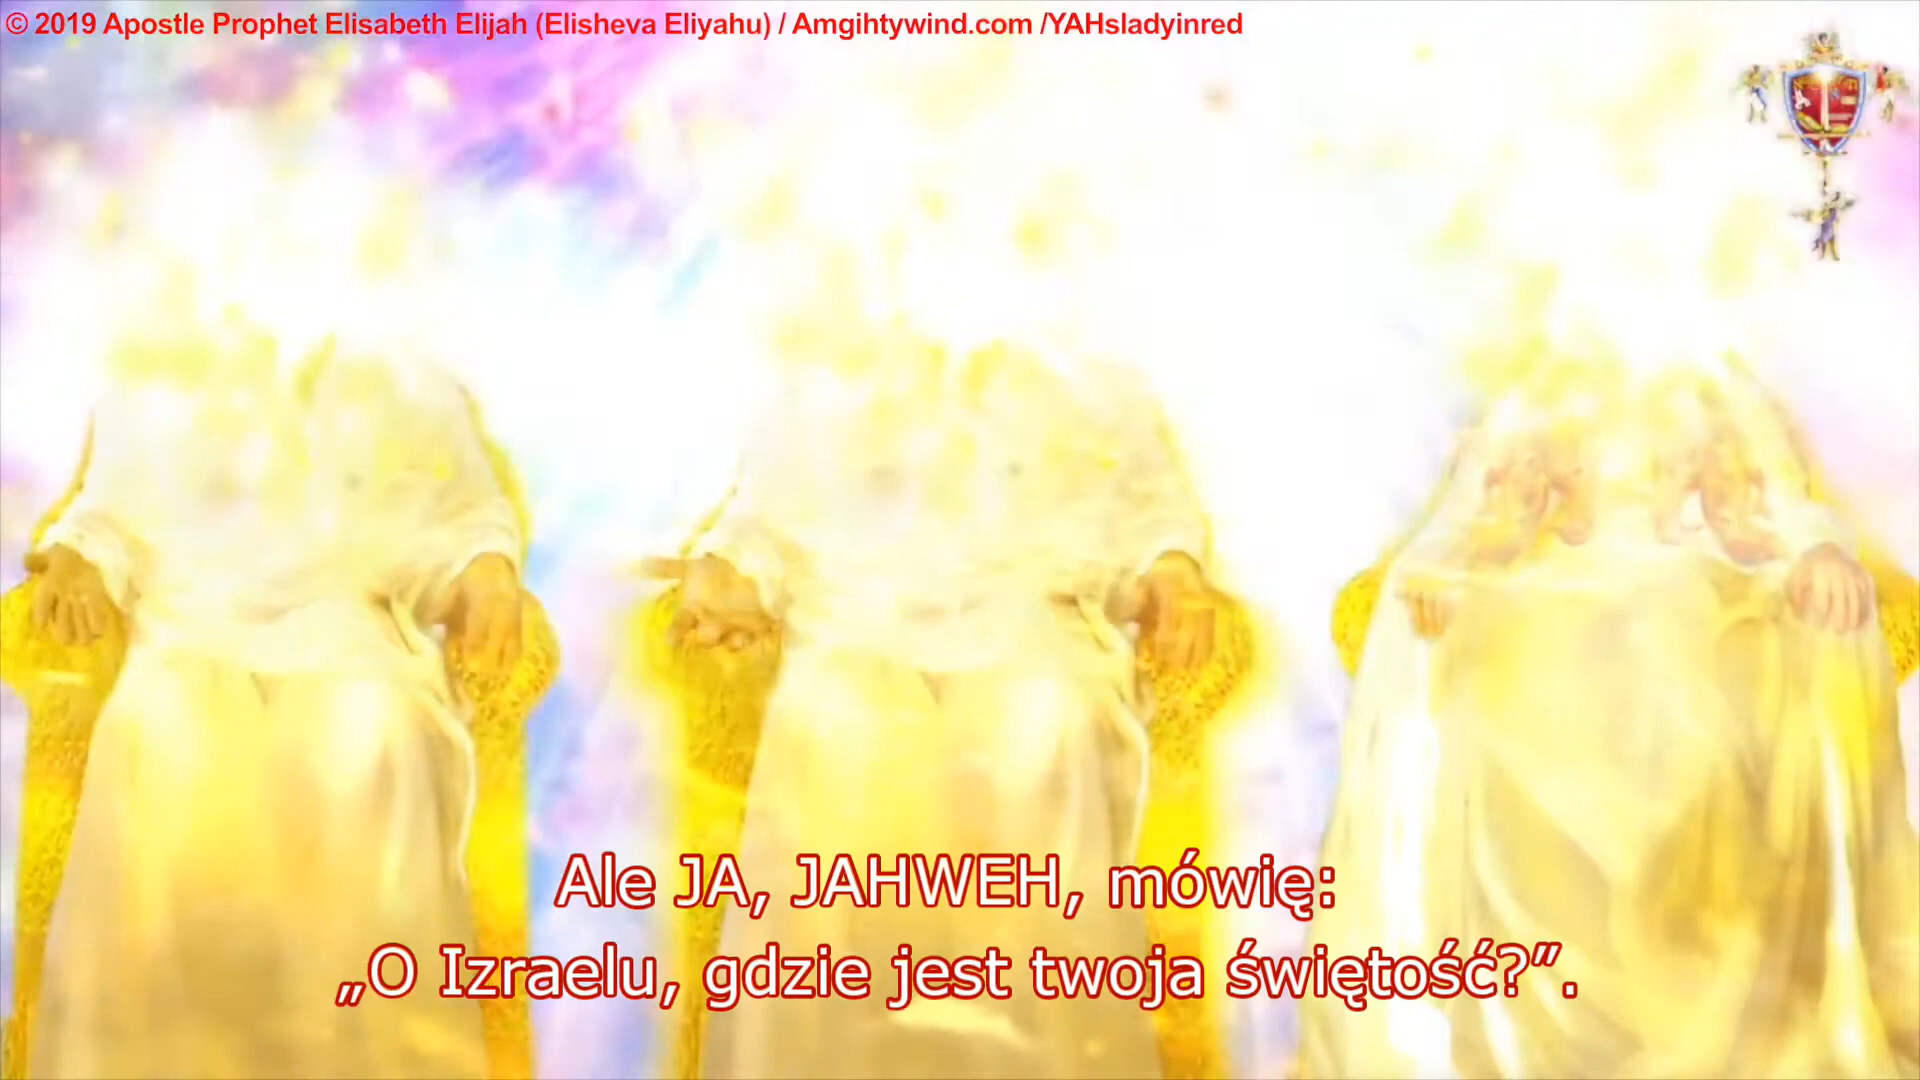 © 2019 Apostle Prophet Elisabeth Elijah (Elisheva Eliyahu) / Amgihtywind.com /YAHsladyinred
Ale JA, JAHWEH, mówię:
„O Izraelu, gdzie jest twoja świętość?”.